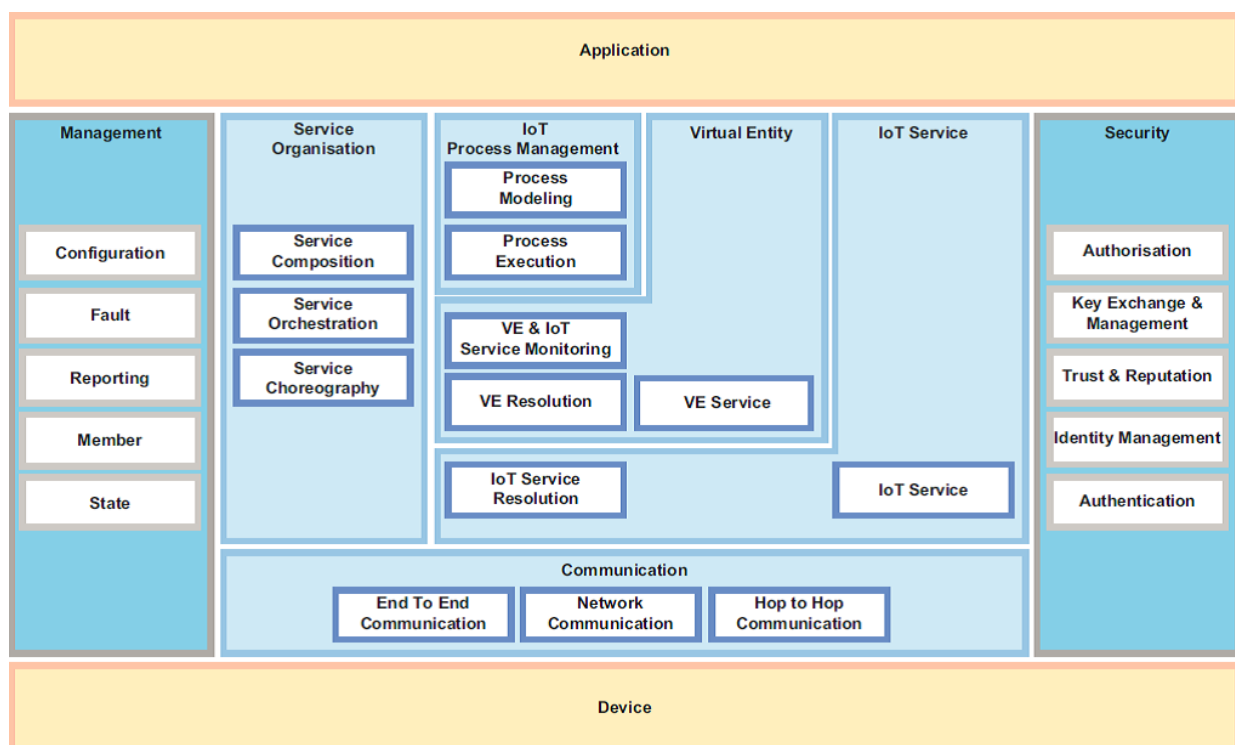 Application
Management
Configuration
Fault
Reporting
Member
State
Service
Organisation
Service
Composition
Service
Orchestration
Service
Choreography
IoT
Process Management
Process
Modeling
Process
Execution
Virtual Entity
VE & IoT
Service Monitoring
VE Resolution
VE Service
IoT Service
IoT Service
Resolution
IoT Service
Security
Authorisation
Key Exchange &
Management
Trust & Reputation
Identity Management
Authentication
Communication
End To End
Communication
Network
Communication
Hop to Hop
Communication
Device